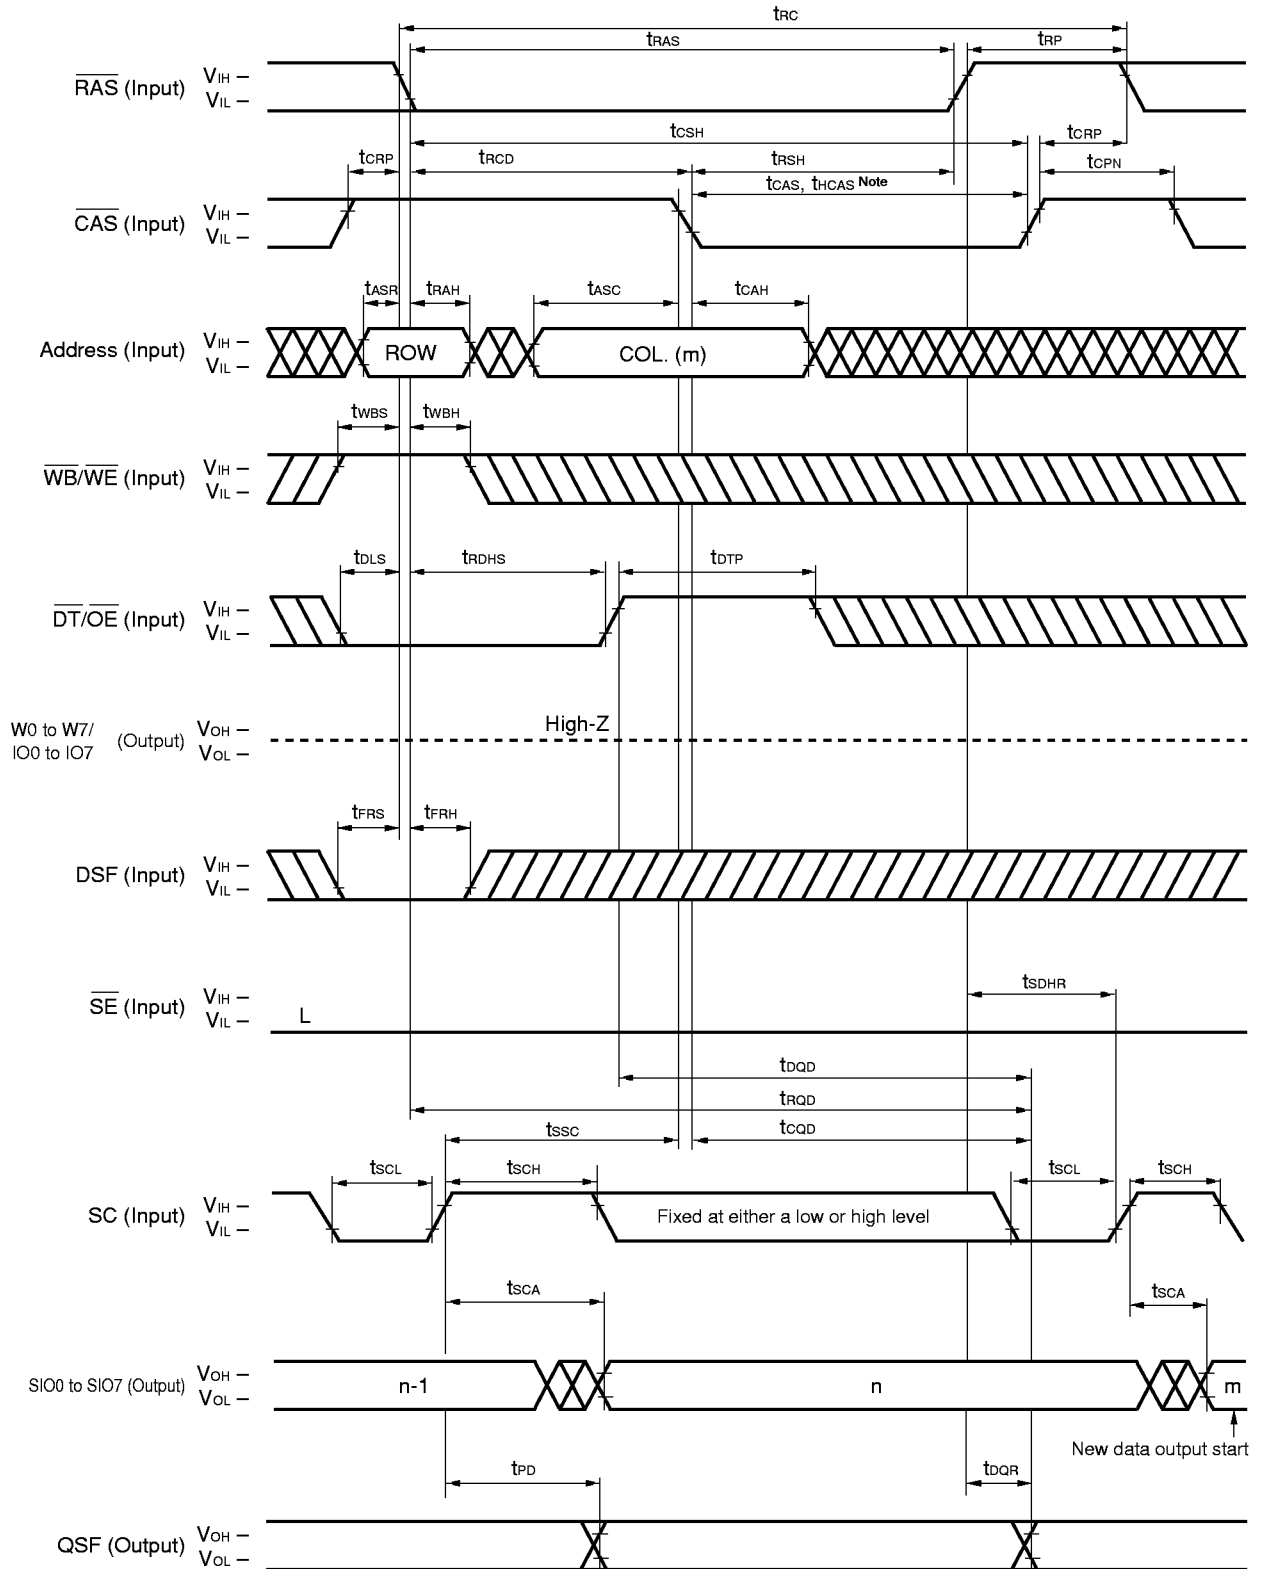 tRC
tRAS tRP
RAS (Input) VIH –
VIL –
tCSH tCRP
tCRP tRCD tRSH tCPN
tCAS, tHCAS Note
CAS (Input) VIH –
VIL –
tASR tRAH tASC tCAH
Address (Input) VIH –
VIL –
ROW COL. (m)
tWBS tWBH
WB/WE (Input) VIH –
VIL –
tDLS tRDHS tDTP
DT/OE (Input) VIH –
VIL –
High-Z
W0 to W7/
IO0 to IO7
(Output) VOH –
VOL –
tFRS tFRH
DSF (Input) VIH –
VIL –
tSDHR
SE (Input) VIH –
VIL –
L
tDQD
tRQD
tSSC tCQD
tSCL tSCH tSCL tSCH
SC (Input) VIH –
VIL –
Fixed at either a low or high level
tSCA tSCA
SIO0 to SIO7 (Output) VOH –
VOL –
n-1 n m
New data output start
tPD tDQR
QSF (Output) VOH –
VOL –